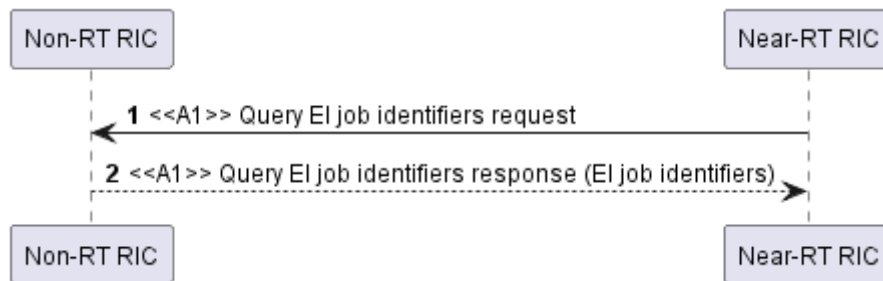 Non-RT RIC
Near-RT RIC
1 <<A1>> Query EI job identifiers request
2 <<A1>> Query EI job identifiers response (EI job identifiers)
Non-RT RIC
Near-RT RIC